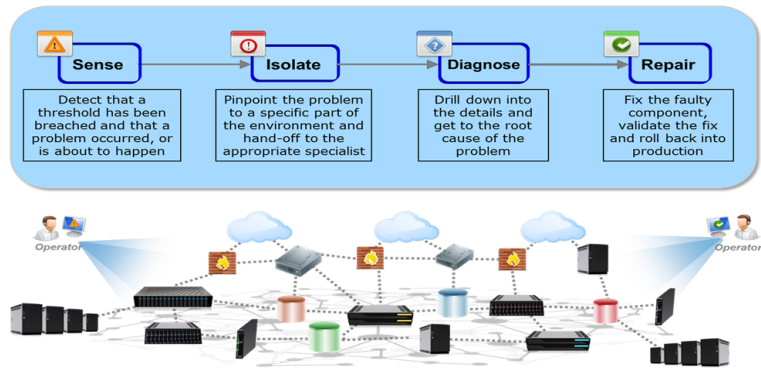 Sense
Isolate
Diagnose
Repair
Detect that a
threshold has been
breached and that a
problem occurred, or
is about to happen
Pinpoint the problem
to a specific part of
the environment and
hand-off to the
appropriate specialist
Drill down into
the details and
get to the root
cause of the
problem
Fix the faulty
component,
validate the fix
and roll back into
production
Operator
Operator